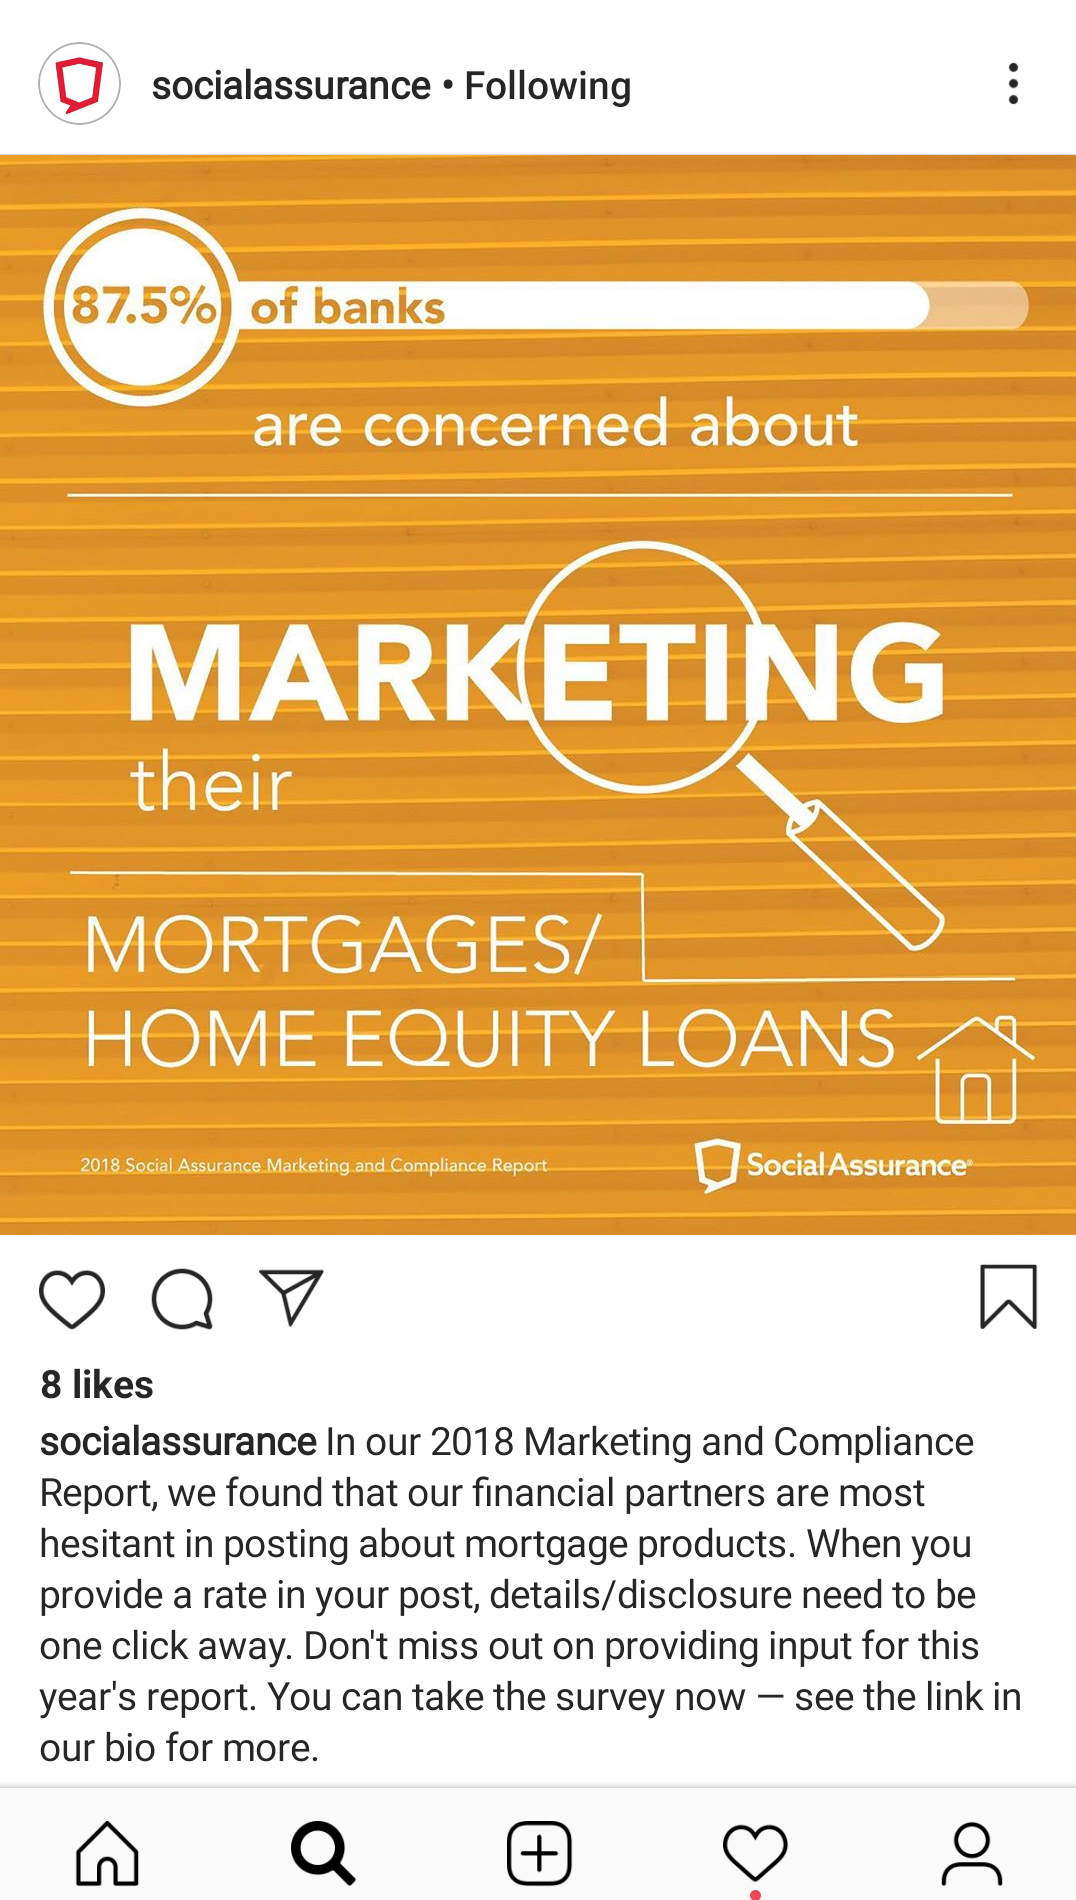 socialassurance • Following
87.5% of banks
are concerned about
MARKETING
their
MORTGAGES/
HOME EQUITY LOANS
2018 Social Assurance Marketing and Compliance Report
SocialAssurance®
8 likes
socialassurance In our 2018 Marketing and Compliance
Report, we found that our financial partners are most
hesitant in posting about mortgage products. When you
provide a rate in your post, details/disclosure need to be
one click away. Don't miss out on providing input for this
year's report. You can take the survey now — see the link in
our bio for more.